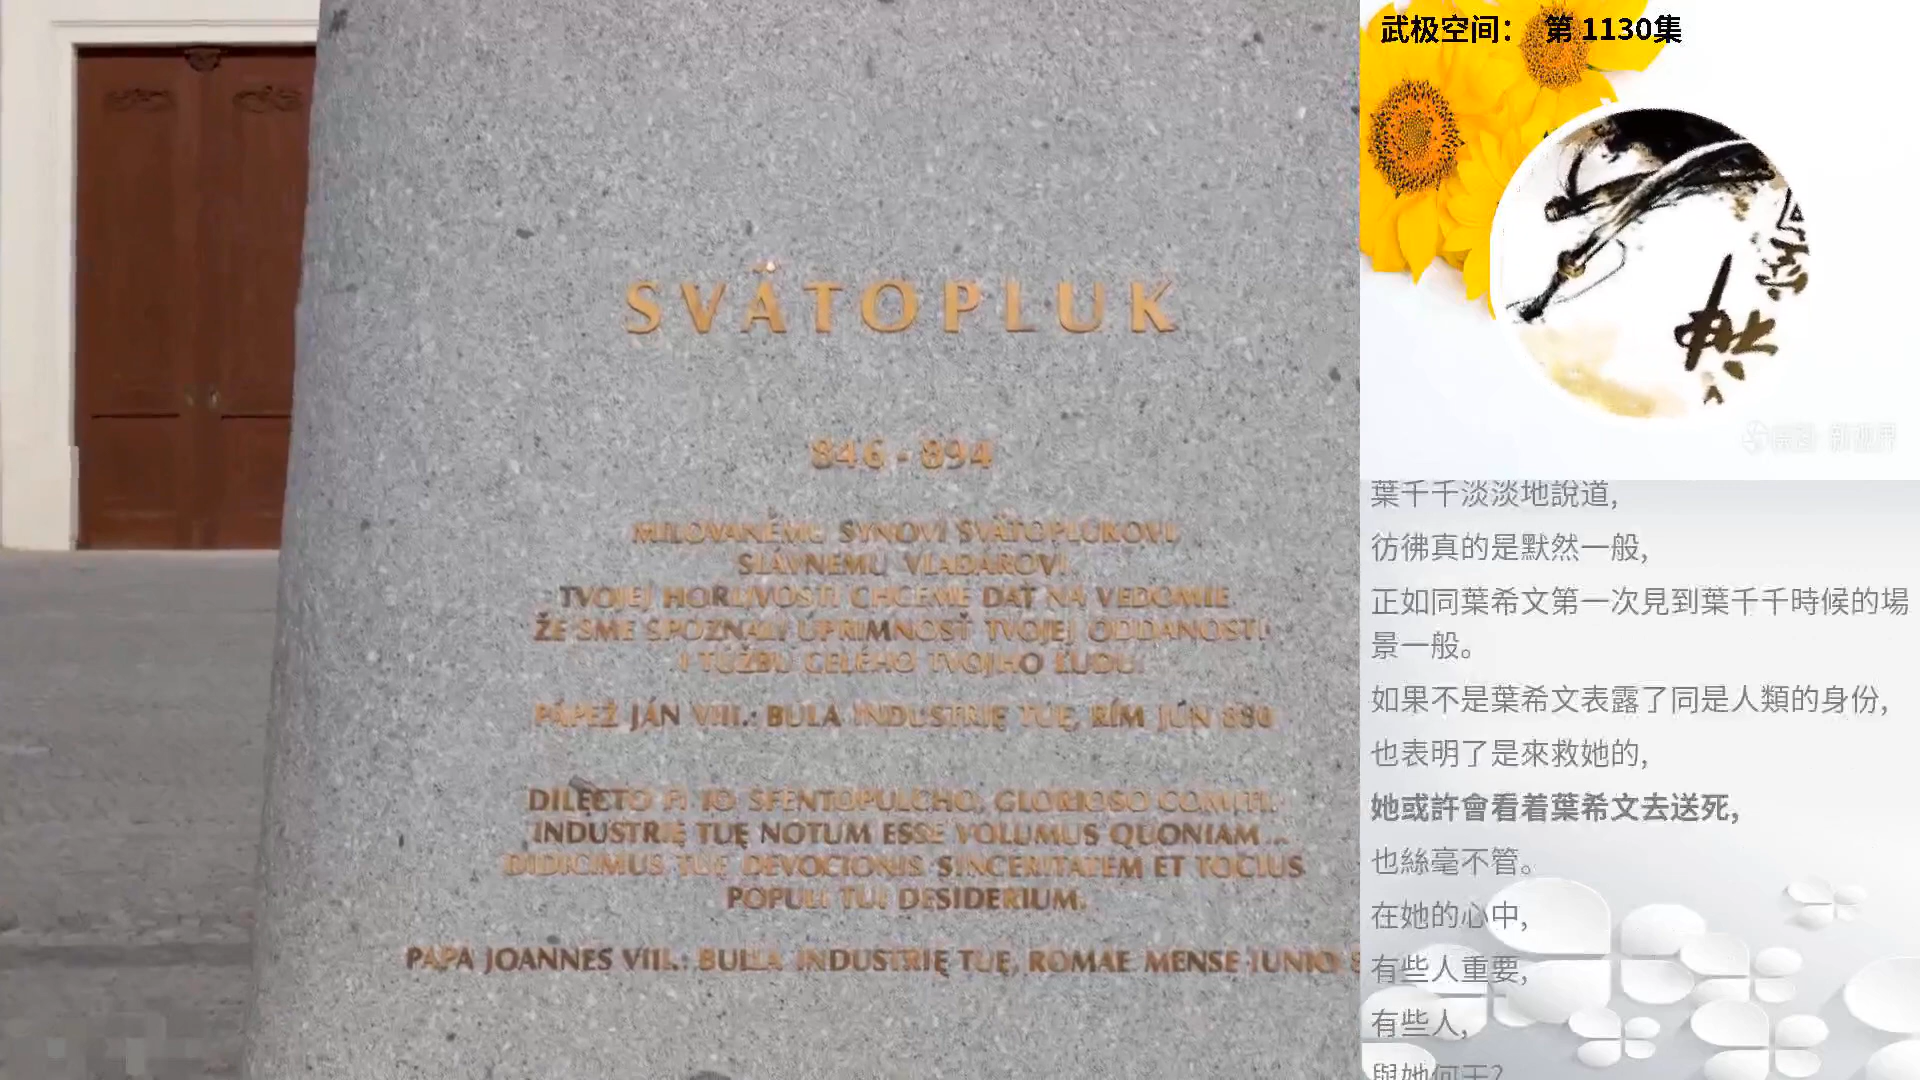 SVÄTOPLUK
846 - 894
MILOVANÉMU SYNOVI SVÄTOPLUKOVI,
SLÁVNEMU VLADÁROVI.
TVOJEJ HORLIVOSTI CHCEME DAŤ NA VEDOMIE,
ŽE SME SPOZNALI ÚPRIMNOSŤ TVOJEJ ODDANOSTI
I TÚŽBU CELÉHO TVOJHO ĽUDU.
PÁPEŽ JÁN VIII.: BULA INDUSTRIĘ TUĘ, RÍM JÚN 880
DILECTO FILIO SFENTOPULCHO, GLORIOSO COMITI.
INDUSTRIĘ TUĘ NOTUM ESSE VOLUMUS QUONIAM...
DIDICIMUS TUĘ DEVOCIONIS SINCERITATEM ET TOCIUS
POPULI TUI DESIDERIUM.
PAPA JOANNES VIII.: BULLA INDUSTRIĘ TUĘ, ROMAE MENSE JUNIO 8
武极空间： 第 1130集
葉千千淡淡地說道,
彷彿真的是默然一般,
正如同葉希文第一次見到葉千千時候的場
景一般。
如果不是葉希文表露了同是人類的身份,
也表明了是來救她的,
她或許會看着葉希文去送死,
也絲毫不管。
在她的心中,
有些人重要,
有些人,
與她何干?